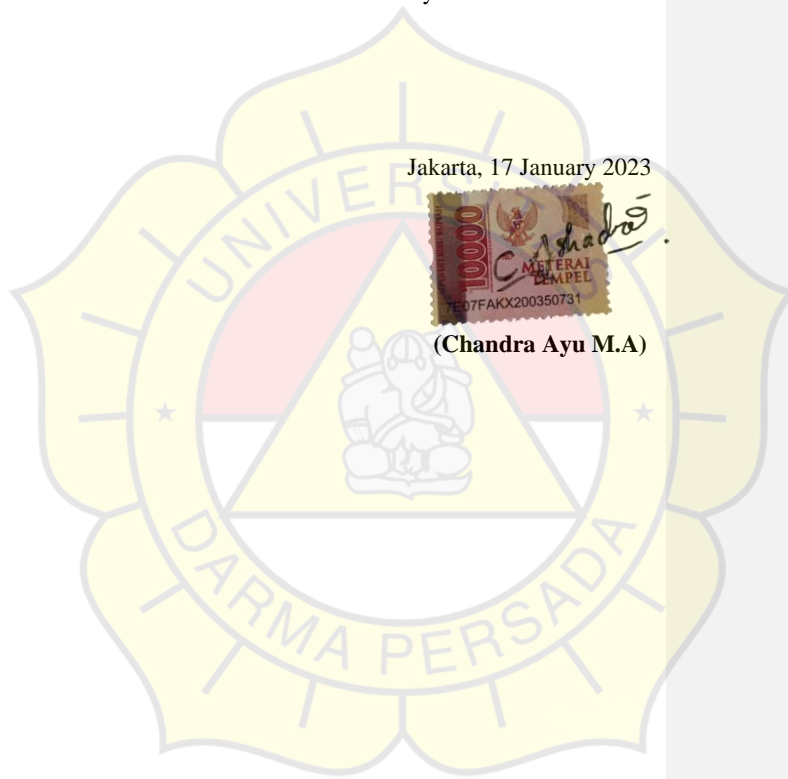 Jakarta, 17 January 2023
10000
METERAI
TEMPEL
7E07FAKX200350731
(Chandra Ayu M.A)
UNIVERSITAS
DARMA PERSADA